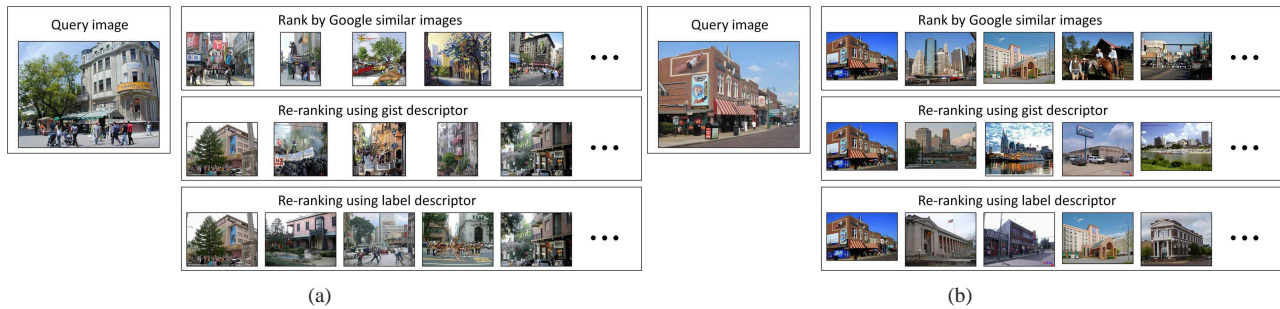 Query image
Rank by Google similar images
Re-ranking using gist descriptor
Re-ranking using label descriptor
(a)
Query image
Rank by Google similar images
Re-ranking using gist descriptor
Re-ranking using label descriptor
(b)